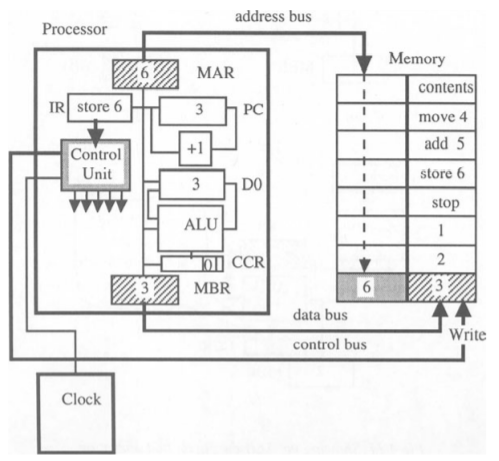 address bus
Processor
Memory
6
MAR
contents
IR
store 6
3
PC
move 4
+1
add 5
Control
Unit
store 6
3
D0
stop
ALU
1
01
CCR
2
3
MBR
6
3
data bus
Write
control bus
Clock